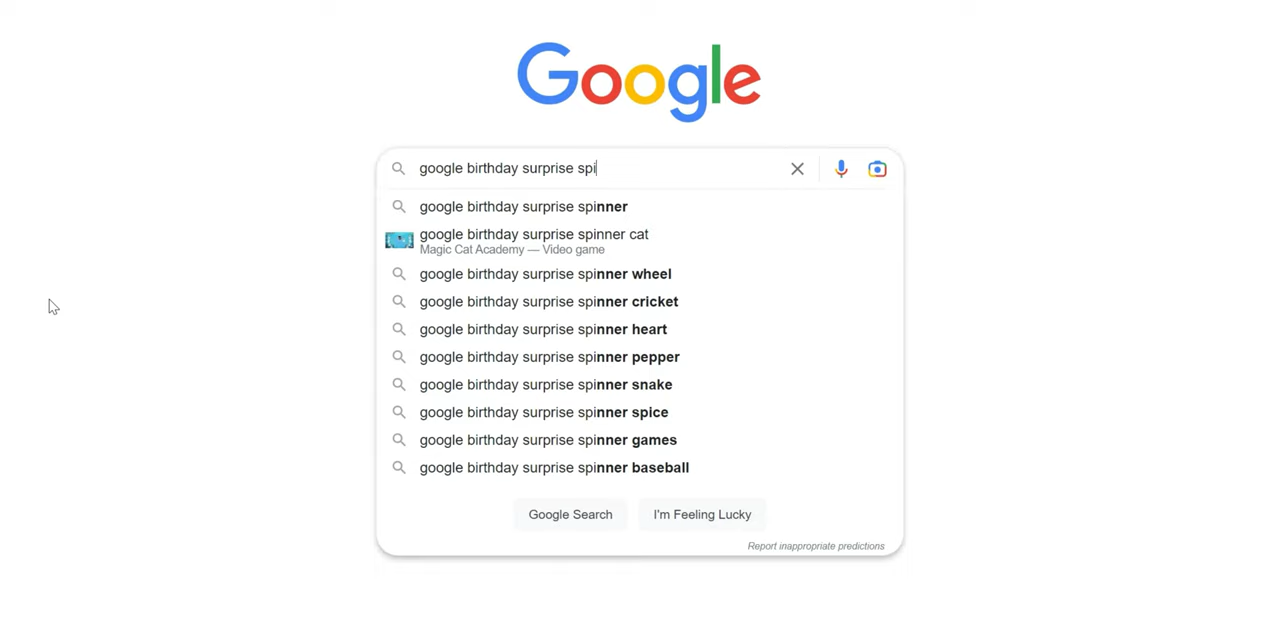 Google
google birthday surprise spi
google birthday surprise spinner
google birthday surprise spinner cat
Magic Cat Academy — Video game
google birthday surprise spinner wheel
google birthday surprise spinner cricket
google birthday surprise spinner heart
google birthday surprise spinner pepper
google birthday surprise spinner snake
google birthday surprise spinner spice
google birthday surprise spinner games
google birthday surprise spinner baseball
Google Search I'm Feeling Lucky
Report inappropriate predictions